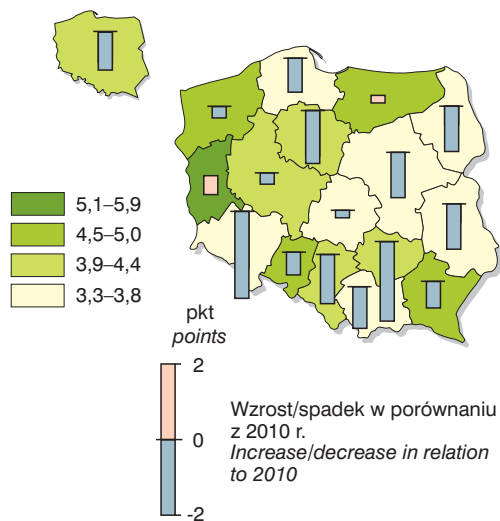 5,1–5,9
4,5–5,0
3,9–4,4
3,3–3,8
pkt
points
2
0
-2
Wzrost/spadek w porównaniu
z 2010 r.
Increase/decrease in relation
to 2010